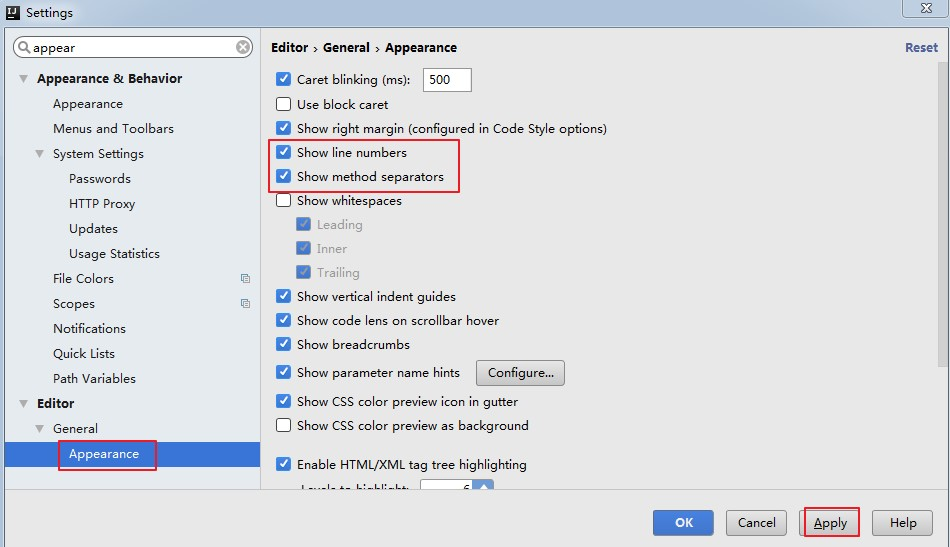 Settings
appear
Appearance & Behavior
Appearance
Menus and Toolbars
System Settings
Passwords
HTTP Proxy
Updates
Usage Statistics
File Colors
Scopes
Notifications
Quick Lists
Path Variables
Editor
General
Appearance
Editor › General › Appearance
Reset
Caret blinking (ms): 500
Use block caret
Show right margin (configured in Code Style options)
Show line numbers
Show method separators
Show whitespaces
Leading
Inner
Trailing
Show vertical indent guides
Show code lens on scrollbar hover
Show breadcrumbs
Show parameter name hints Configure...
Show CSS color preview icon in gutter
Show CSS color preview as background
Enable HTML/XML tag tree highlighting
Levels to highlight: 6
OK Cancel Apply Help